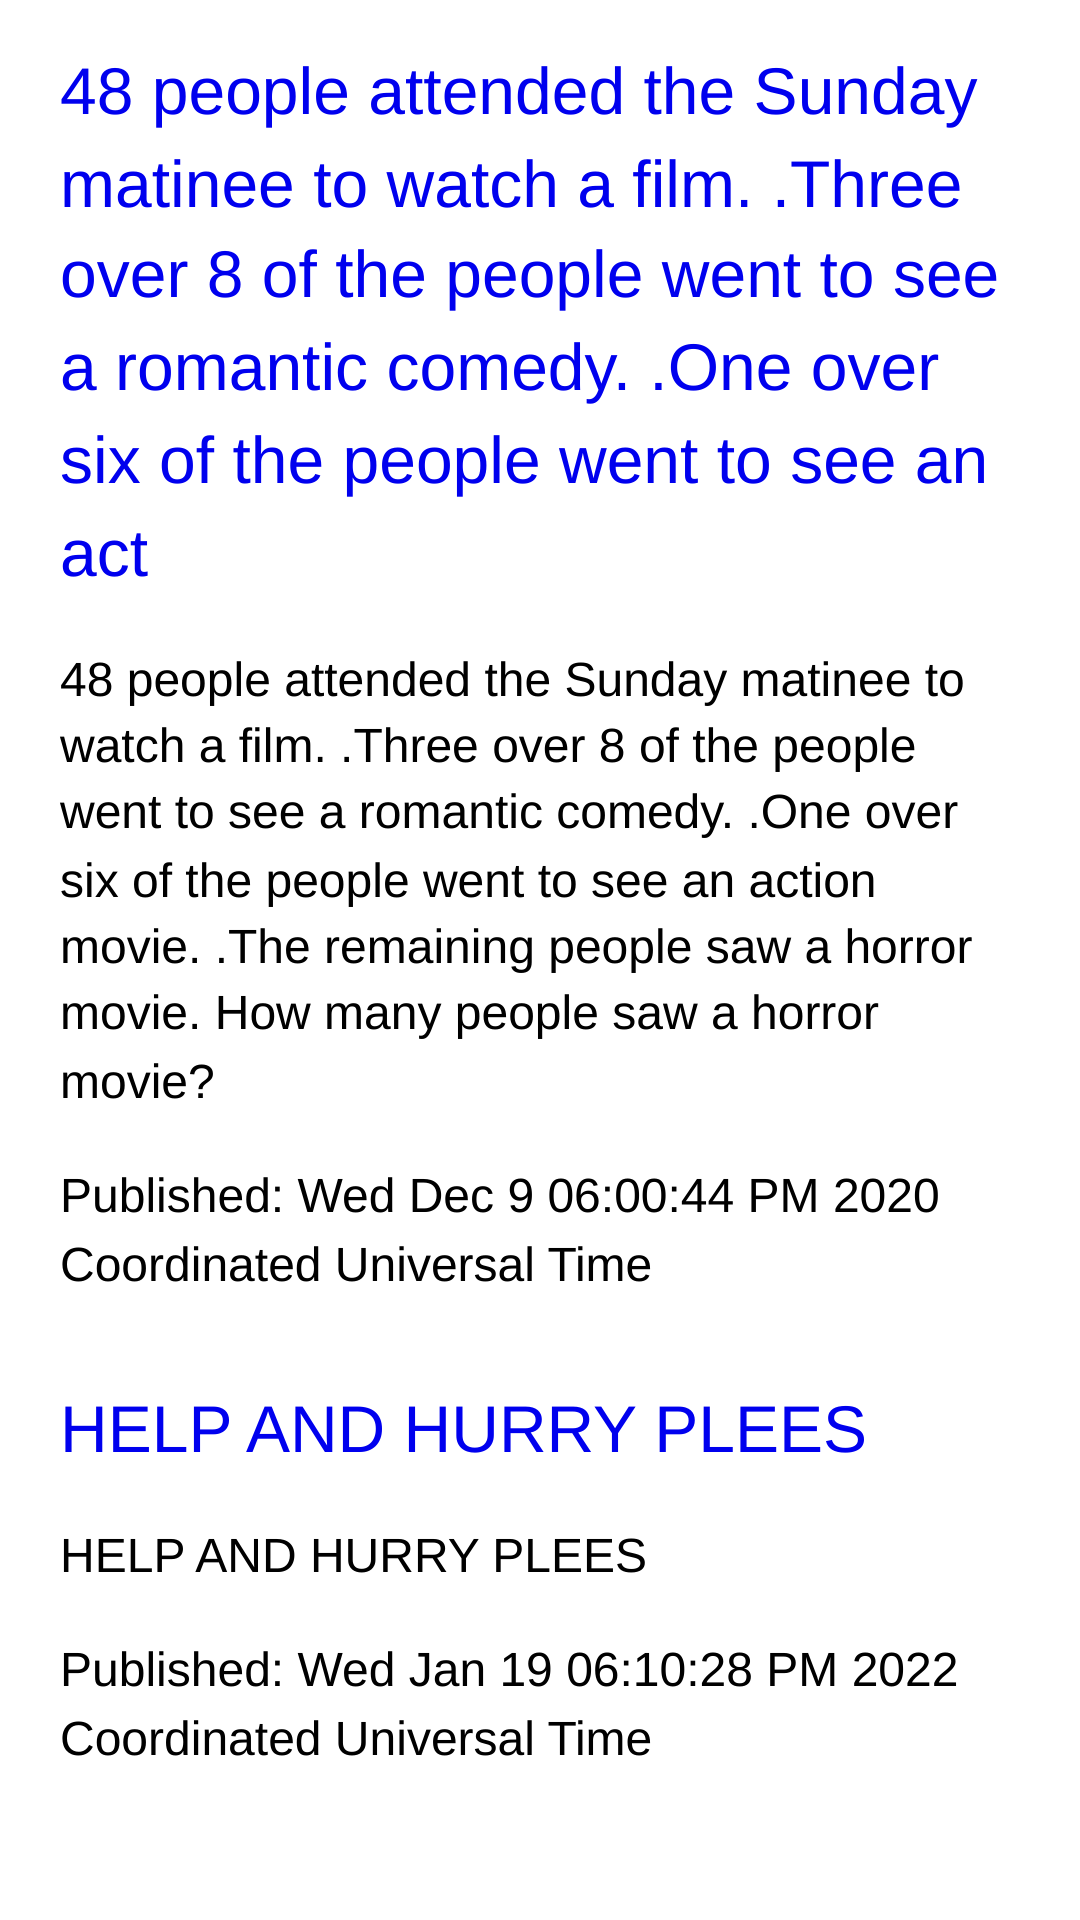 48 people attended the Sunday
matinee to watch a film. .Three
over 8 of the people went to see
a romantic comedy. .One over
six of the people went to see an
act
48 people attended the Sunday matinee to
watch a film. .Three over 8 of the people
went to see a romantic comedy. .One over
six of the people went to see an action
movie. .The remaining people saw a horror
movie. How many people saw a horror
movie?
Published: Wed Dec 9 06:00:44 PM 2020
Coordinated Universal Time
HELP AND HURRY PLEES
HELP AND HURRY PLEES
Published: Wed Jan 19 06:10:28 PM 2022
Coordinated Universal Time